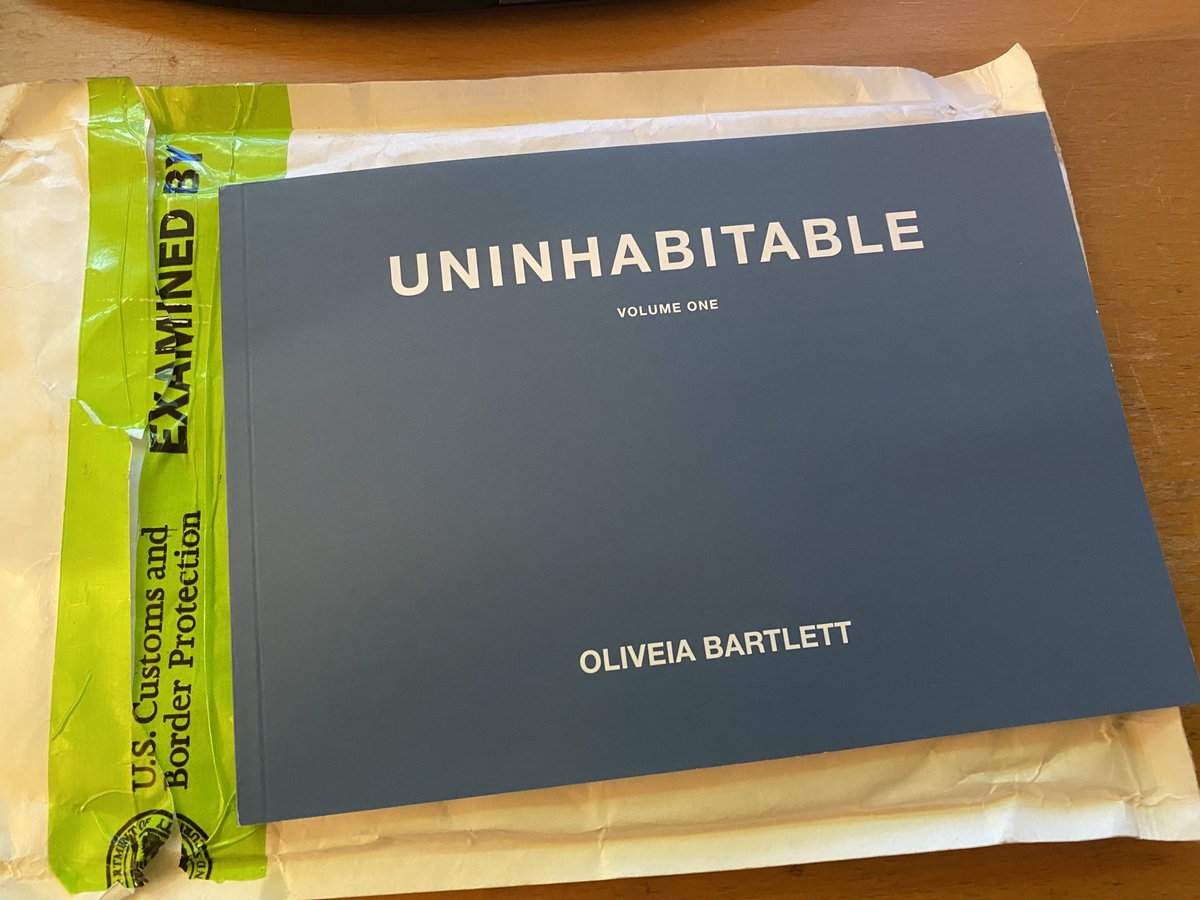 UNINHABITABLE
VOLUME ONE
OLIVEIA BARTLETT
EXAMINED BY
U.S. Customs and
Border Protection